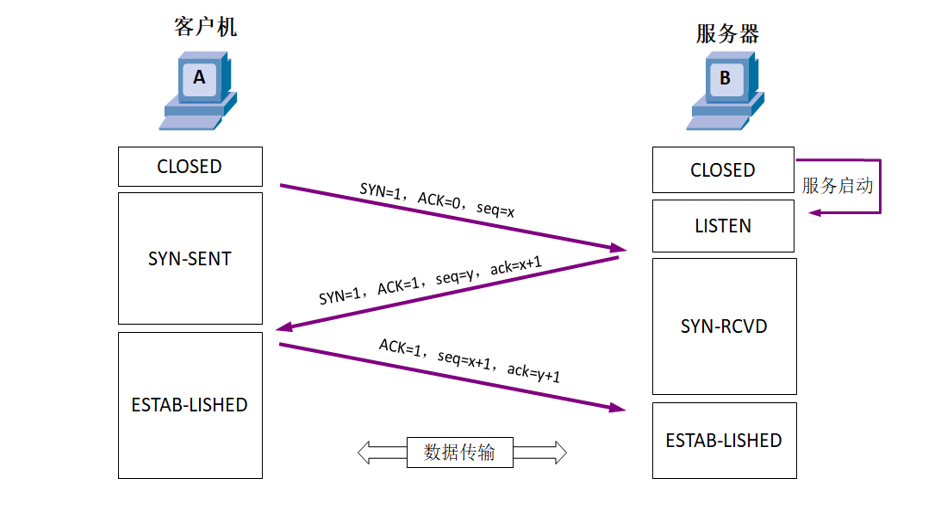 客户机
服务器
A
B
CLOSED
CLOSED
服务启动
SYN=1，ACK=0，seq=x
LISTEN
SYN-SENT
SYN=1，ACK=1，seq=y，ack=x+1
SYN-RCVD
ACK=1，seq=x+1，ack=y+1
ESTAB-LISHED
ESTAB-LISHED
数据传输